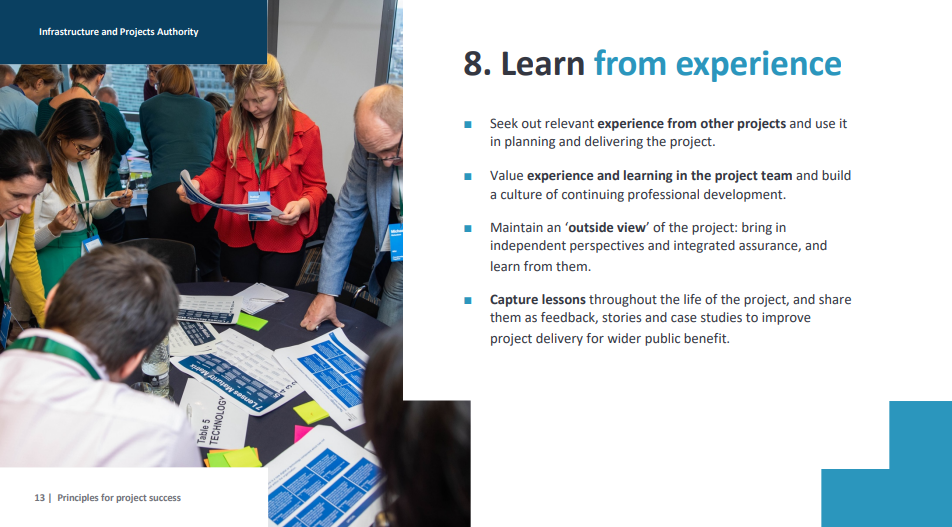 Infrastructure and Projects Authority
8. Learn from experience
■ Seek out relevant experience from other projects and use it
in planning and delivering the project.
■ Value experience and learning in the project team and build
a culture of continuing professional development.
■ Maintain an ‘outside view’ of the project: bring in
independent perspectives and integrated assurance, and
learn from them.
■ Capture lessons throughout the life of the project, and share
them as feedback, stories and case studies to improve
project delivery for wider public benefit.
7 Lenses Maturity Matrix
Table 5
TECHNOLOGY
13 | Principles for project success